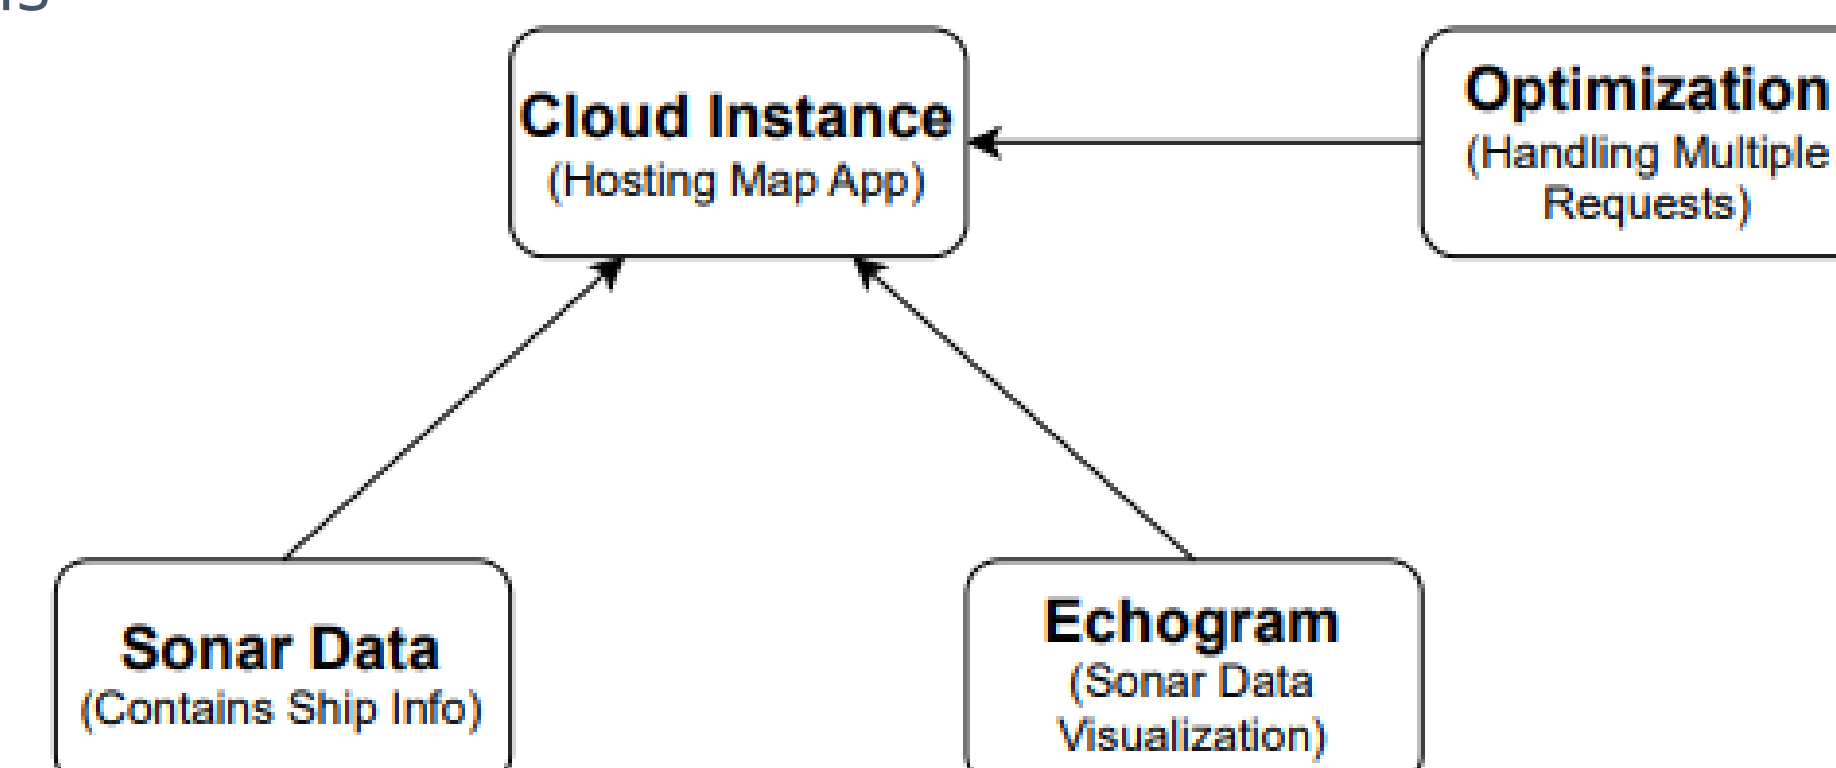 Cloud Instance
(Hosting Map App)
Optimization
(Handling Multiple
Requests)
Sonar Data
(Contains Ship Info)
Echogram
(Sonar Data
Visualization)